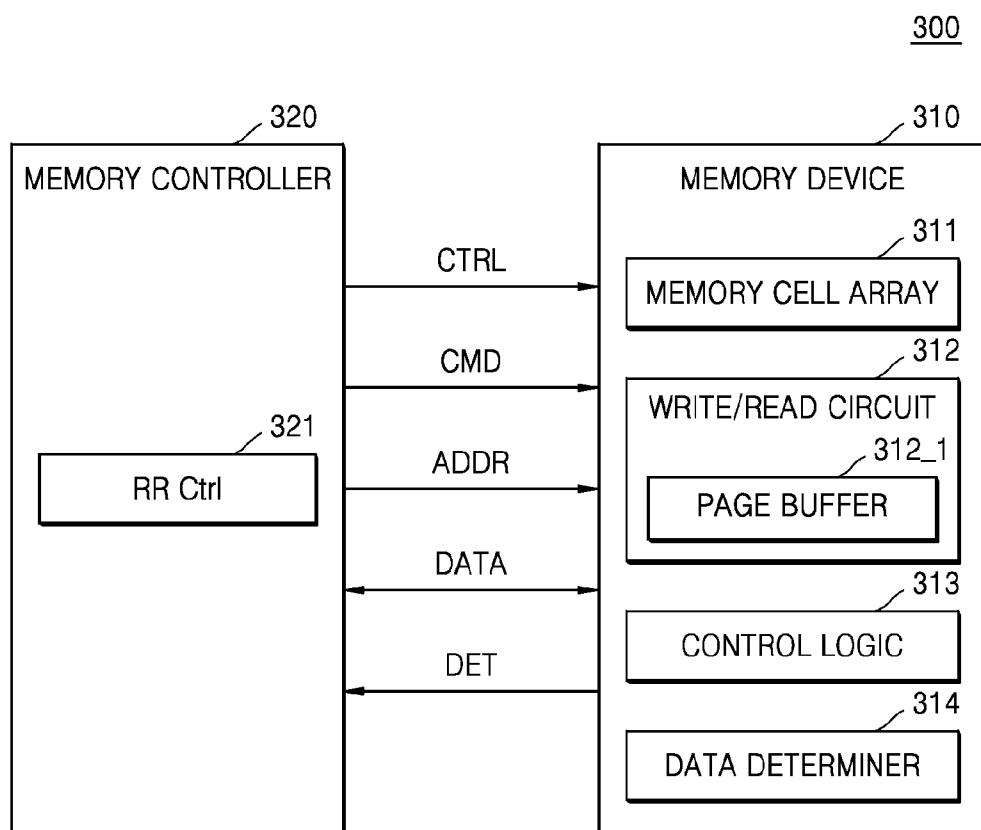 300
320
310
MEMORY CONTROLLER
MEMORY DEVICE
311
CTRL
MEMORY CELL ARRAY
312
CMD
WRITE/READ CIRCUIT
321
312_1
ADDR
RR Ctrl
PAGE BUFFER
DATA
313
CONTROL LOGIC
DET
314
DATA DETERMINER